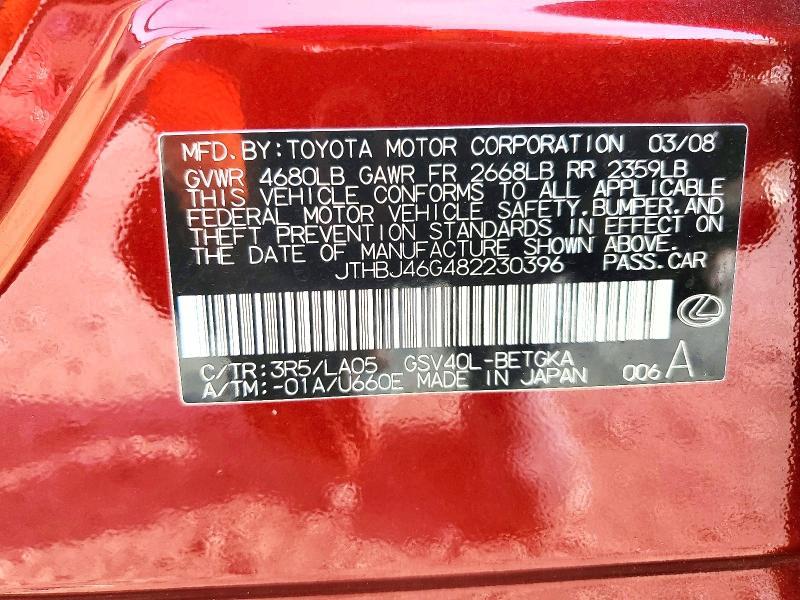 MFD. BY: TOYOTA MOTOR CORPORATION 03/08
GVWR 4680LB GAWR FR 2668LB RR 2359LB
THIS VEHICLE CONFORMS TO ALL APPLICABLE
FEDERAL MOTOR VEHICLE SAFETY, BUMPER, AND
THEFT PREVENTION STANDARDS IN EFFECT ON
THE DATE OF MANUFACTURE SHOWN ABOVE.
JTHBJ46G482230396 PASS. CAR
C/TR: 3R5/LA05 GSV40L-BETGKA
A/TM: -01A/U660E MADE IN JAPAN 006 A